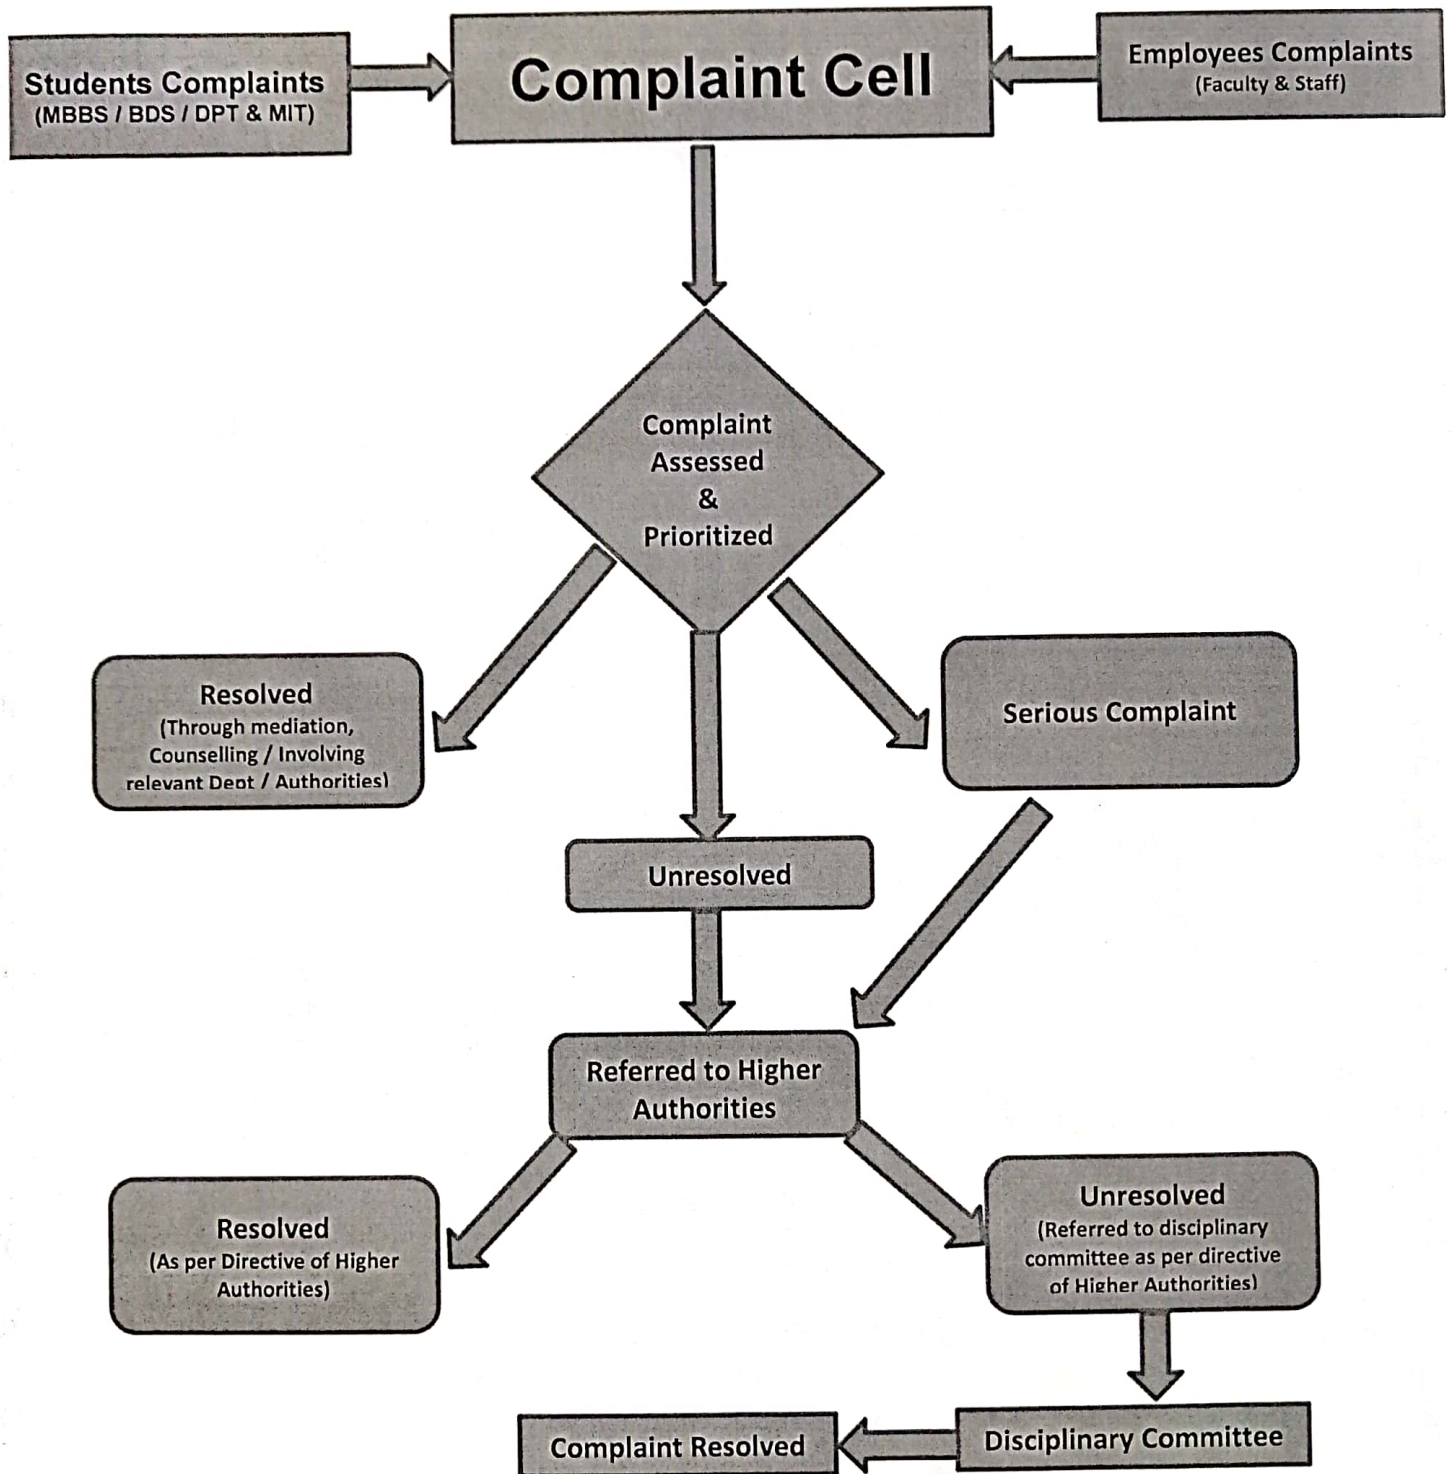 Students Complaints
(MBBS / BDS / DPT & MIT)
Complaint Cell
Employees Complaints
(Faculty & Staff)
Complaint
Assessed
&
Prioritized
Resolved
(Through mediation,
Counselling / Involving
relevant Dept / Authorities)
Serious Complaint
Unresolved
Referred to Higher
Authorities
Resolved
(As per Directive of Higher
Authorities)
Unresolved
(Referred to disciplinary
committee as per directive
of Higher Authorities)
Complaint Resolved
Disciplinary Committee